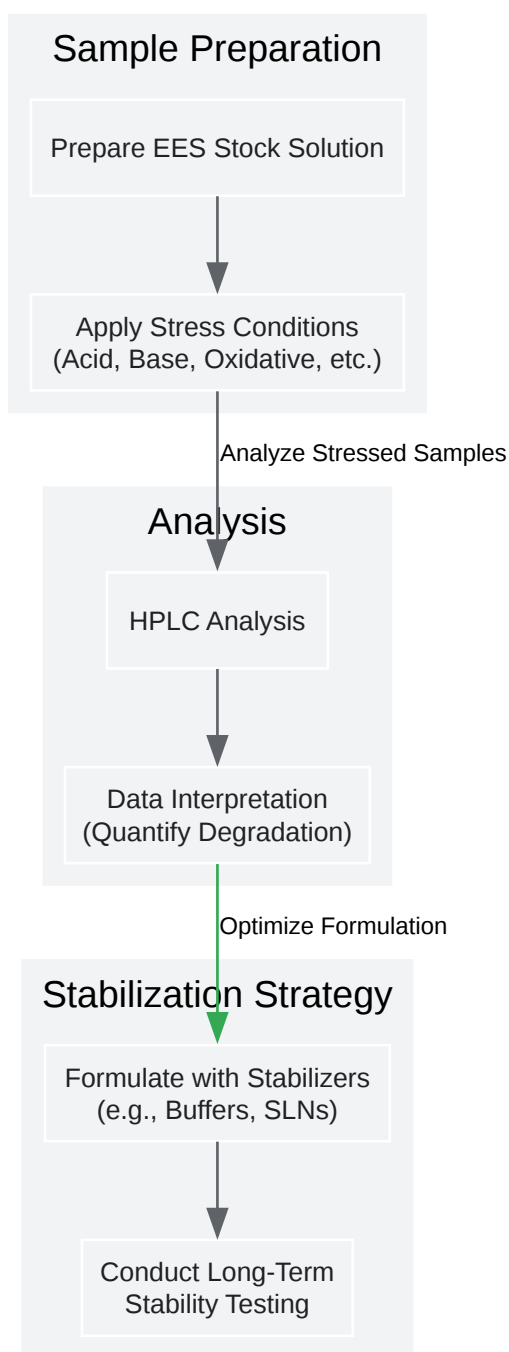 Sample Preparation
Prepare EES Stock Solution
Apply Stress Conditions
(Acid, Base, Oxidative, etc.)
Analyze Stressed Samples
Analysis
HPLC Analysis
Data Interpretation
(Quantify Degradation)
Optimize Formulation
Stabilization Strategy
Formulate with Stabilizers
(e.g., Buffers, SLNs)
Conduct Long-Term
Stability Testing